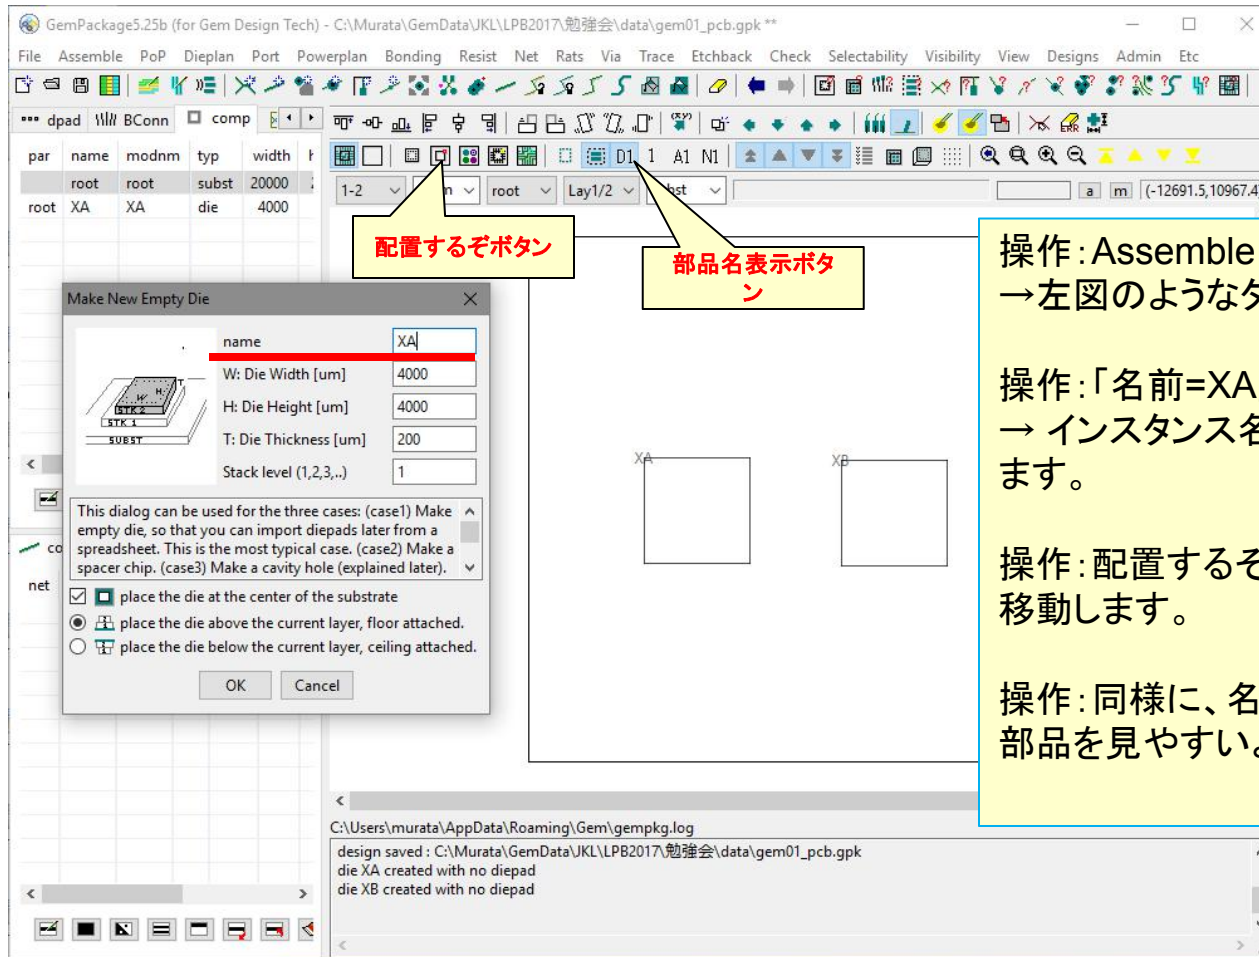 GemPackage5.25b (for Gem Design Tech) - C:\Murata\GemData\JKL\LPB2017\勉強会\data\gem01_pcb.gpk **
File Assemble PoP Dieplan Port Powerplan Bonding Resist Net Rats Via Trace Etchback Check Selectability Visibility View Designs Admin Etc
dpad BConn comp
par name modnm typ width
root root subst 20000
root XA XA die 4000
D1 1 A1 N1
1-2 root Lay1/2
a m (-12691.5,10967.4)
配置するぞボタン
部品名表示ボタ
ン
Make New Empty Die
name XA
W: Die Width [um] 4000
H: Die Height [um] 4000
T: Die Thickness [um] 200
Stack level (1,2,3,..) 1
W H T
STK 2
STK 1
SUBST
This dialog can be used for the three cases: (case1) Make
empty die, so that you can import diepads later from a
spreadsheet. This is the most typical case. (case2) Make a
spacer chip. (case3) Make a cavity hole (explained later).
place the die at the center of the substrate
place the die above the current layer, floor attached.
place the die below the current layer, ceiling attached.
OK Cancel
net
XA
XB
操作：Assemble
→左図のようなダ
操作：「名前=XA
→ インスタンス名
ます。
操作：配置するぞ
移動します。
操作：同様に、名
部品を見やすい。
C:\Users\murata\AppData\Roaming\Gem\gempkg.log
design saved : C:\Murata\GemData\JKL\LPB2017\勉強会\data\gem01_pcb.gpk
die XA created with no diepad
die XB created with no diepad